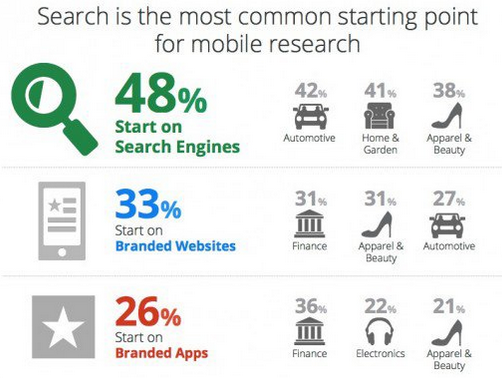 Search is the most common starting point
for mobile research
48%
Start on
Search Engines
42%
Automotive
41%
Home &
Garden
38%
Apparel &
Beauty
33%
Start on
Branded Websites
31%
Finance
31%
Apparel &
Beauty
27%
Automotive
26%
Start on
Branded Apps
36%
Finance
22%
Electronics
21%
Apparel &
Beauty